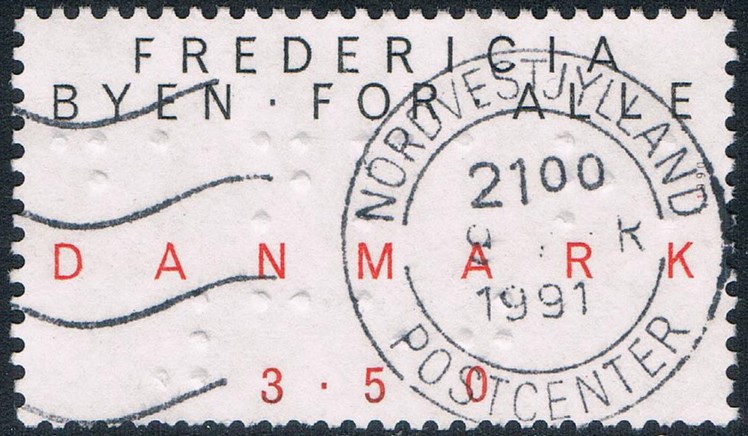 FREDERICIA
BYEN · FOR ALLE
DANMARK
3 · 50
NORDVESTJYLLAND
2100
1991
POSTCENTER